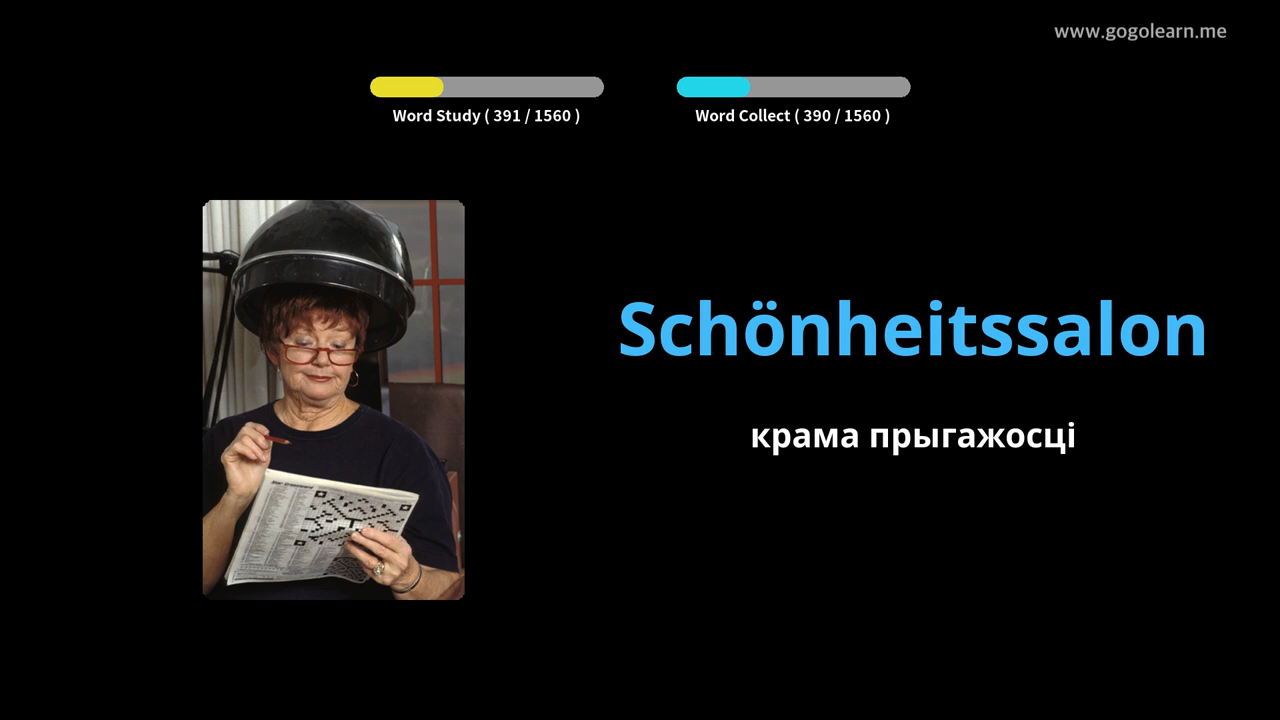 www.gogolearn.me
Word Study ( 391 / 1560 )
Word Collect ( 390 / 1560 )
Schönheitssalon
крама прыгажосці